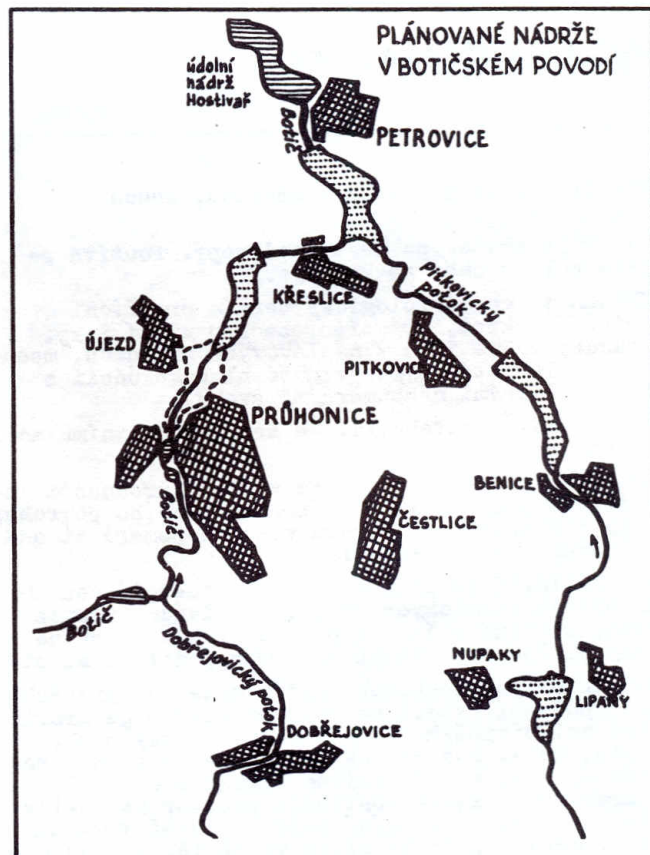 PLÁNOVANÉ NÁDRŽE
V BOTIČSKÉM POVODÍ
údolní
nádrž
Hostivař
Botič
PETROVICE
KŘESLICE
Pitkovický
potok
ÚJEZD
PITKOVICE
PRŮHONICE
BENICE
Botič
ČESTLICE
Botič
Dobřejovický potok
NUPAKY
LIPANY
DOBŘEJOVICE